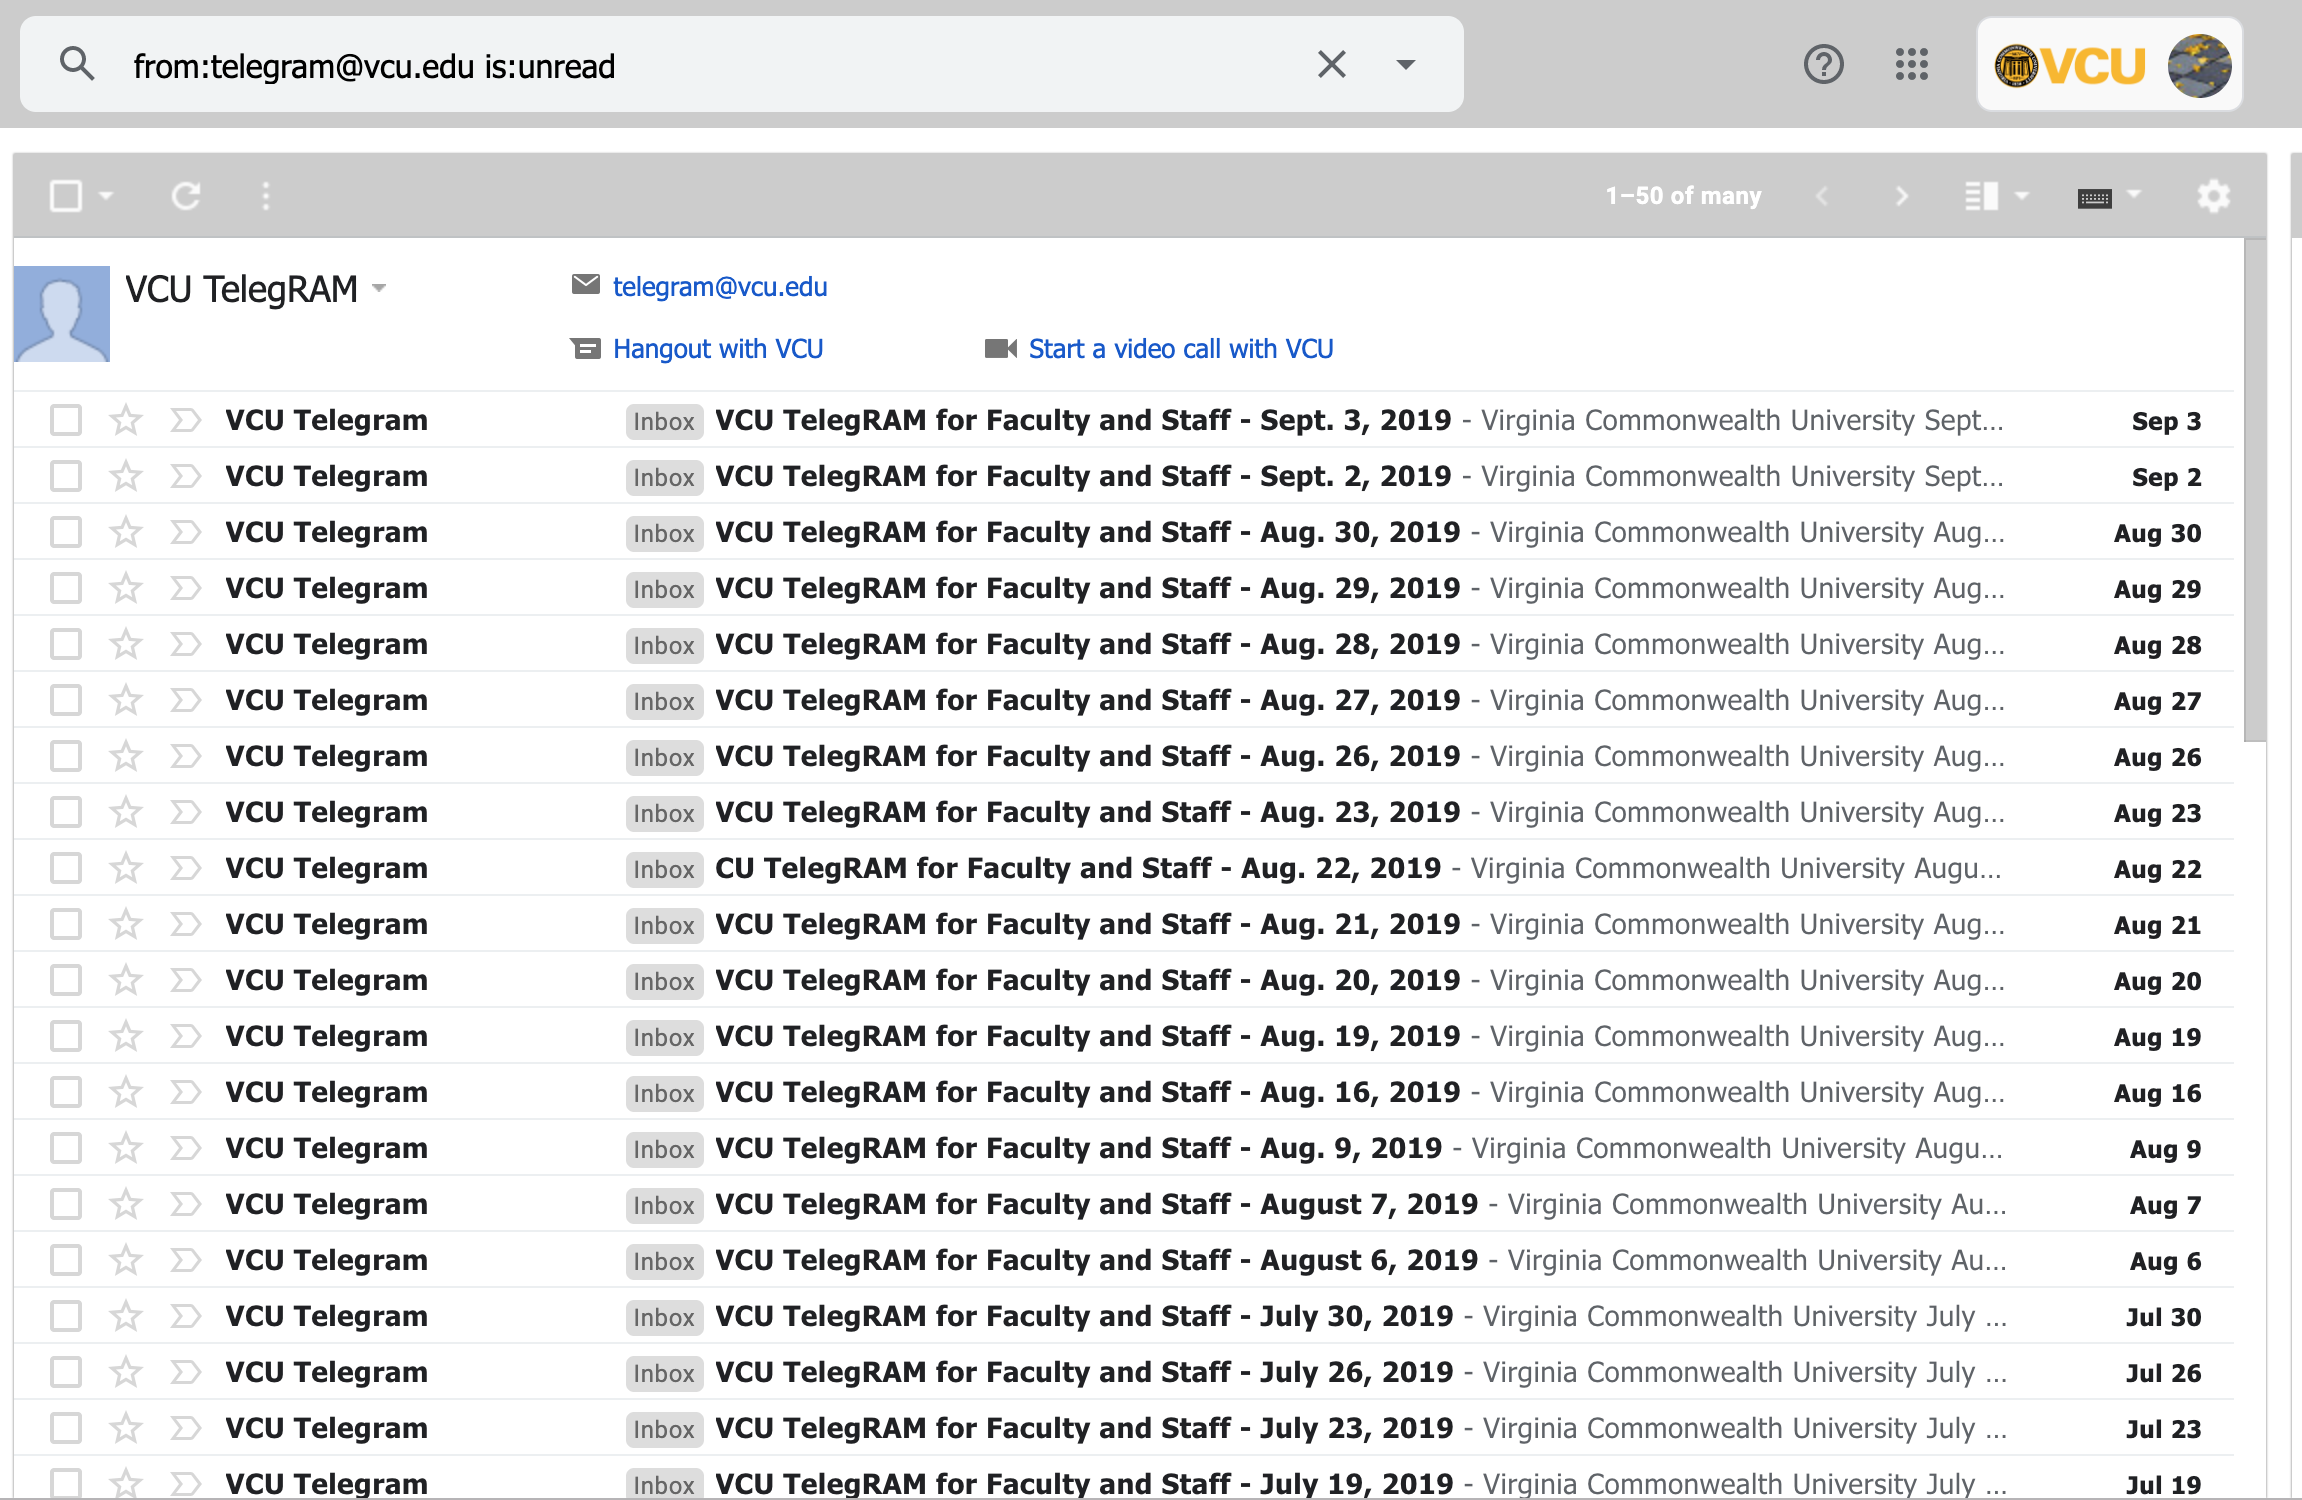 from:telegram@vcu.edu is:unread
VCU
1–50 of many
VCU TelegRAM
telegram@vcu.edu
Hangout with VCU Start a video call with VCU
VCU Telegram Inbox VCU TelegRAM for Faculty and Staff - Sept. 3, 2019 - Virginia Commonwealth University Sept... Sep 3
VCU Telegram Inbox VCU TelegRAM for Faculty and Staff - Sept. 2, 2019 - Virginia Commonwealth University Sept... Sep 2
VCU Telegram Inbox VCU TelegRAM for Faculty and Staff - Aug. 30, 2019 - Virginia Commonwealth University Aug... Aug 30
VCU Telegram Inbox VCU TelegRAM for Faculty and Staff - Aug. 29, 2019 - Virginia Commonwealth University Aug... Aug 29
VCU Telegram Inbox VCU TelegRAM for Faculty and Staff - Aug. 28, 2019 - Virginia Commonwealth University Aug... Aug 28
VCU Telegram Inbox VCU TelegRAM for Faculty and Staff - Aug. 27, 2019 - Virginia Commonwealth University Aug... Aug 27
VCU Telegram Inbox VCU TelegRAM for Faculty and Staff - Aug. 26, 2019 - Virginia Commonwealth University Aug... Aug 26
VCU Telegram Inbox VCU TelegRAM for Faculty and Staff - Aug. 23, 2019 - Virginia Commonwealth University Aug... Aug 23
VCU Telegram Inbox CU TelegRAM for Faculty and Staff - Aug. 22, 2019 - Virginia Commonwealth University Augu... Aug 22
VCU Telegram Inbox VCU TelegRAM for Faculty and Staff - Aug. 21, 2019 - Virginia Commonwealth University Aug... Aug 21
VCU Telegram Inbox VCU TelegRAM for Faculty and Staff - Aug. 20, 2019 - Virginia Commonwealth University Aug... Aug 20
VCU Telegram Inbox VCU TelegRAM for Faculty and Staff - Aug. 19, 2019 - Virginia Commonwealth University Aug... Aug 19
VCU Telegram Inbox VCU TelegRAM for Faculty and Staff - Aug. 16, 2019 - Virginia Commonwealth University Aug... Aug 16
VCU Telegram Inbox VCU TelegRAM for Faculty and Staff - Aug. 9, 2019 - Virginia Commonwealth University Augu... Aug 9
VCU Telegram Inbox VCU TelegRAM for Faculty and Staff - August 7, 2019 - Virginia Commonwealth University Au... Aug 7
VCU Telegram Inbox VCU TelegRAM for Faculty and Staff - August 6, 2019 - Virginia Commonwealth University Au... Aug 6
VCU Telegram Inbox VCU TelegRAM for Faculty and Staff - July 30, 2019 - Virginia Commonwealth University July ... Jul 30
VCU Telegram Inbox VCU TelegRAM for Faculty and Staff - July 26, 2019 - Virginia Commonwealth University July ... Jul 26
VCU Telegram Inbox VCU TelegRAM for Faculty and Staff - July 23, 2019 - Virginia Commonwealth University July ... Jul 23
VCU Telegram Inbox VCU TelegRAM for Faculty and Staff - July 19, 2019 - Virginia Commonwealth University July ... Jul 19